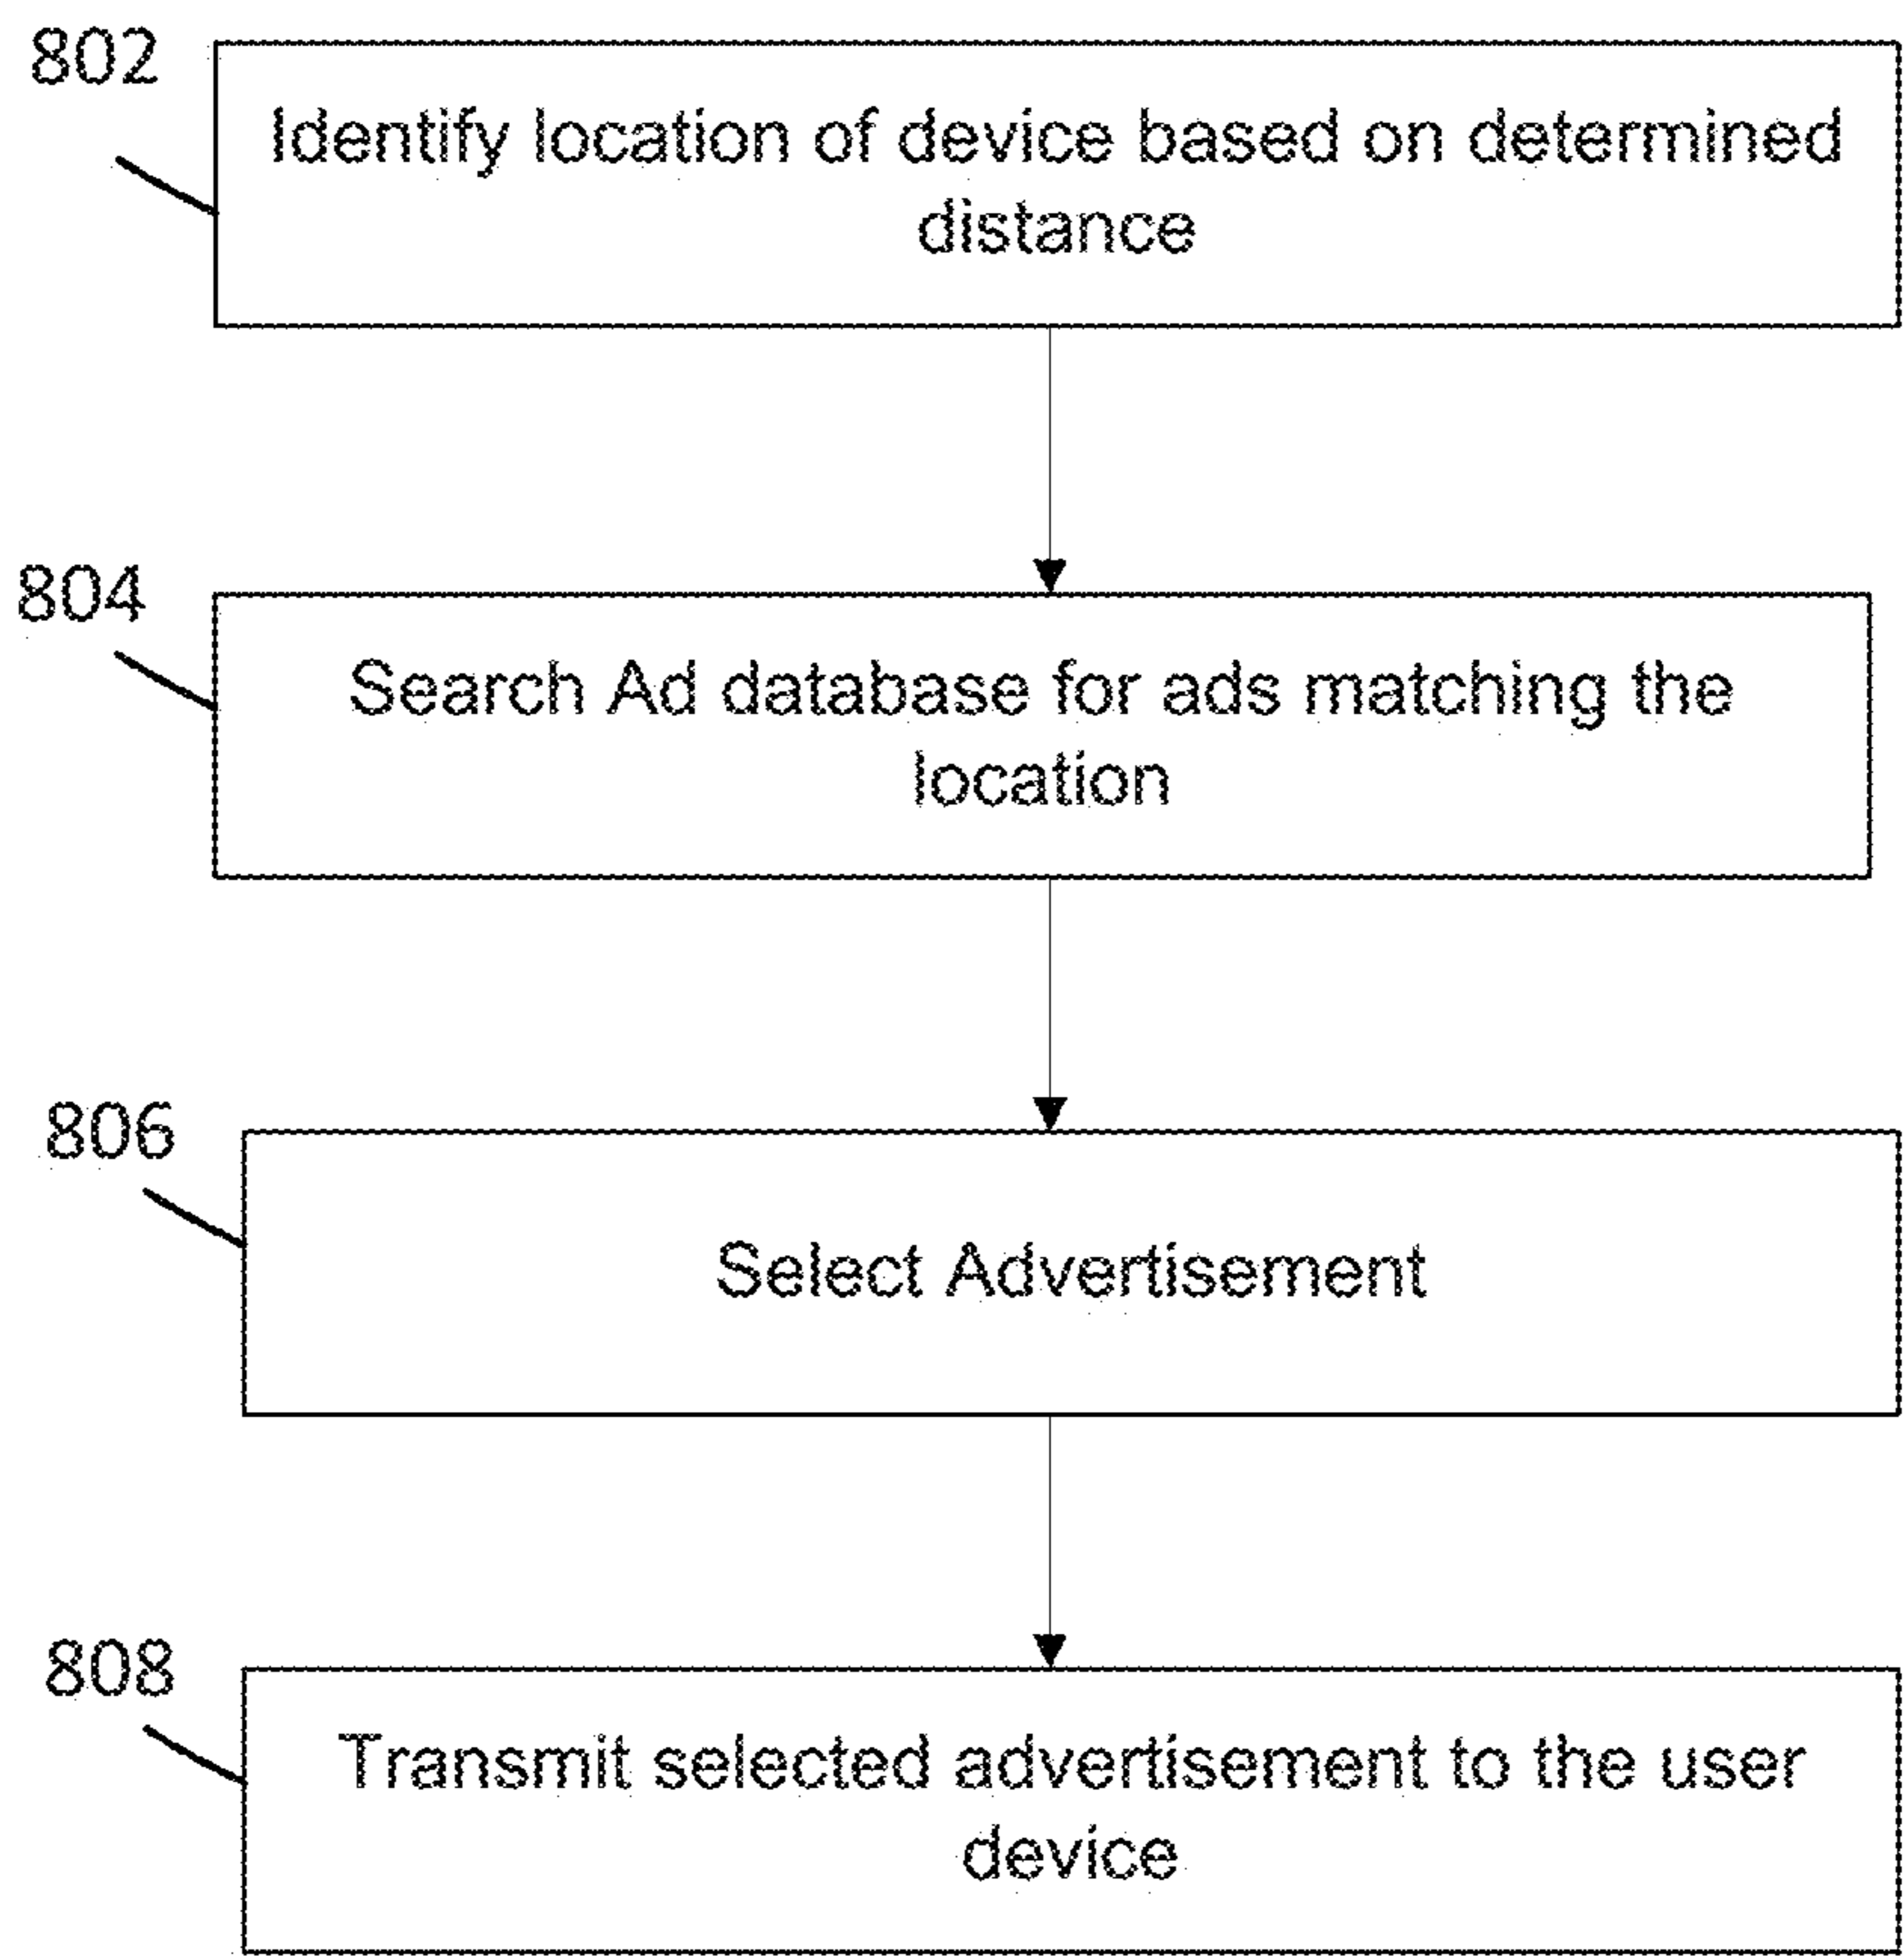 802
Identify location of device based on determined
distance
804
Search Ad database for ads matching the
location
806
Select Advertisement
808
Transmit selected advertisement to the user
device